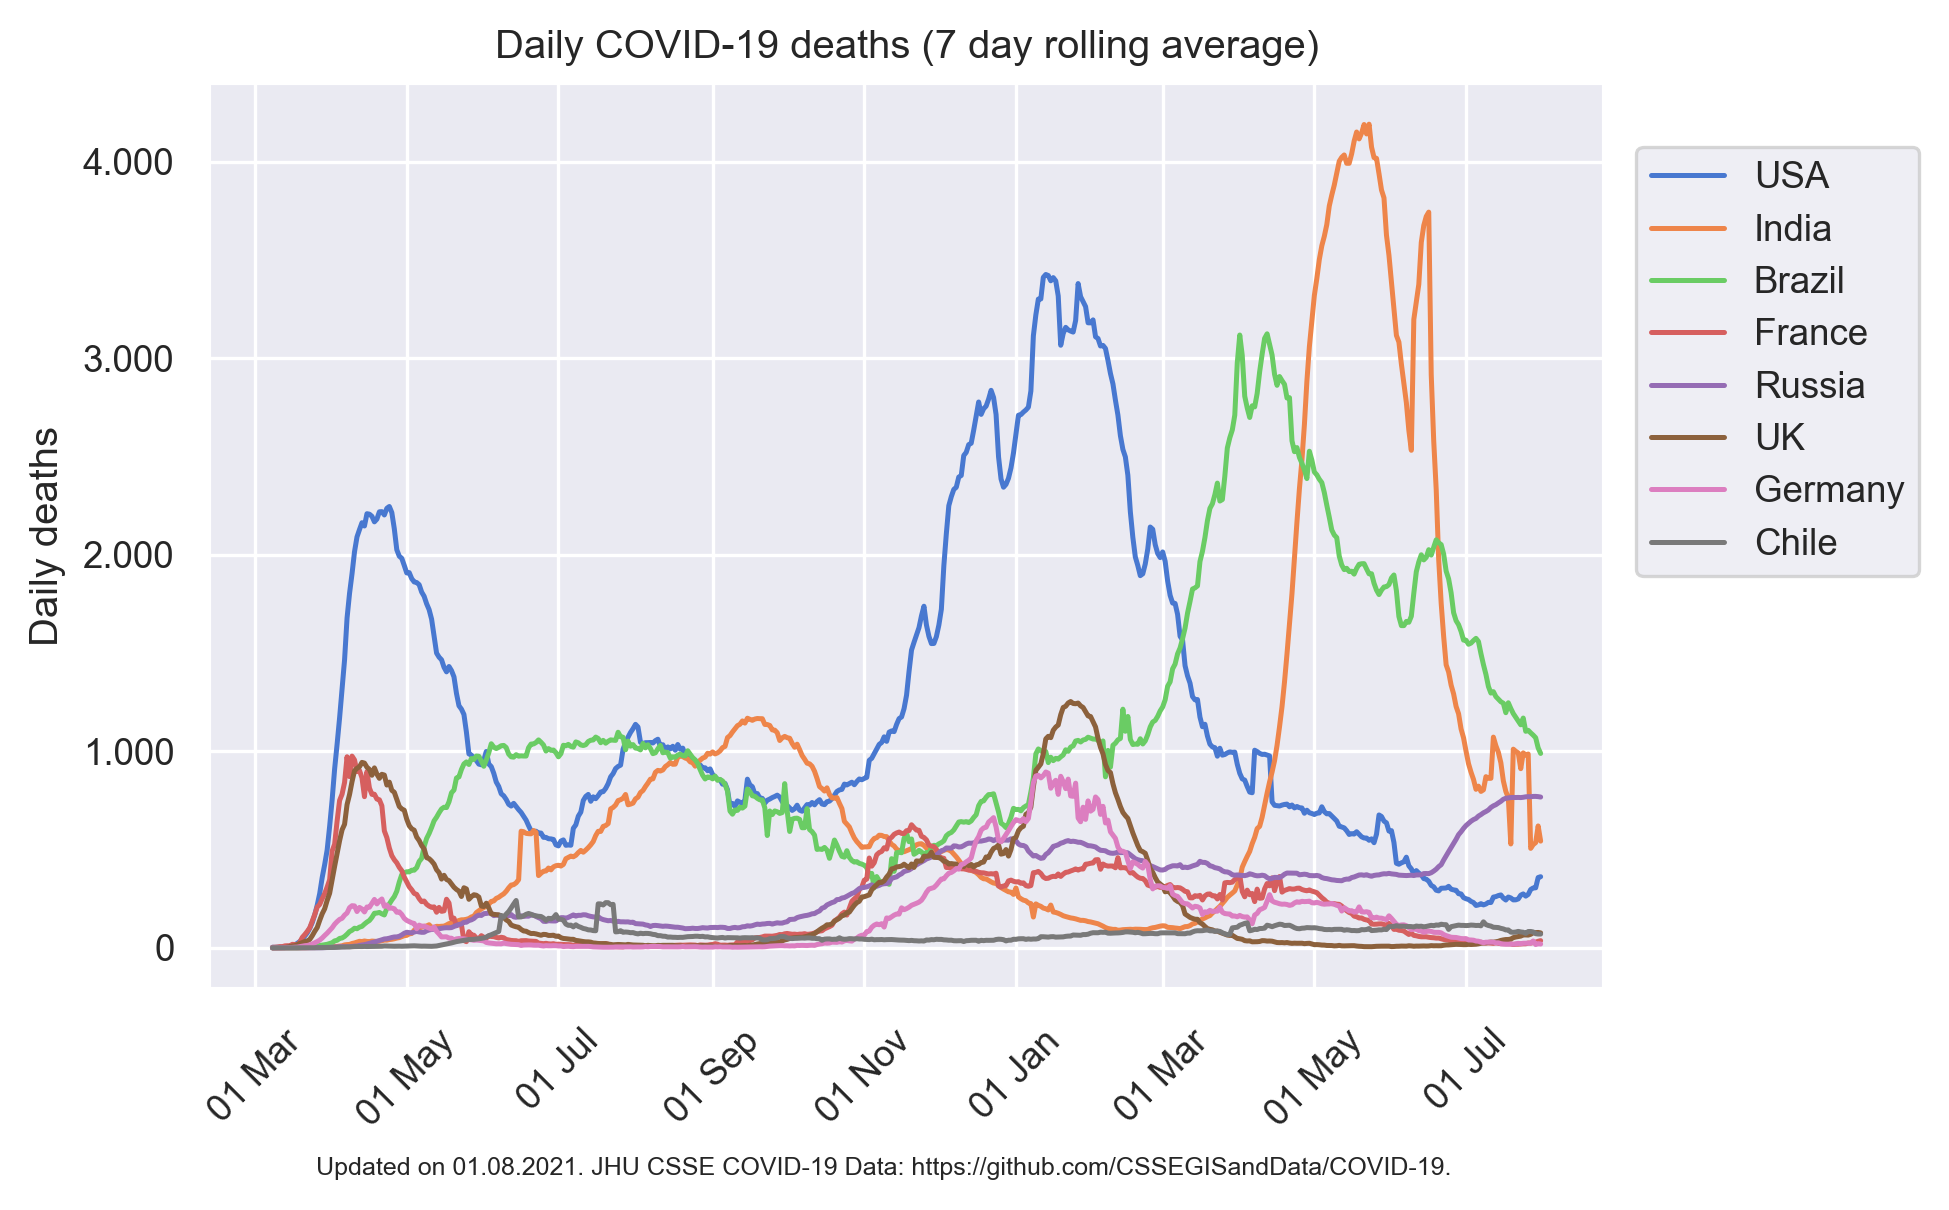 Daily COVID-19 deaths (7 day rolling average)
Daily deaths
4.000
3.000
2.000
1.000
0
01 Mar
01 May
01 Jul
01 Sep
01 Nov
01 Jan
01 Mar
01 May
01 Jul
USA
India
Brazil
France
Russia
UK
Germany
Chile
Updated on 01.08.2021. JHU CSSE COVID-19 Data: https://github.com/CSSEGISandData/COVID-19.